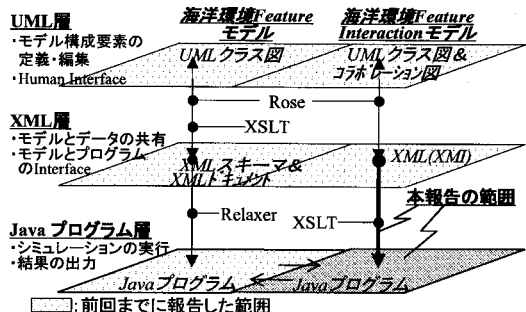 海洋環境Feature
モデル
海洋環境Feature
Interactionモデル
UML層
・モデル構成要素の
定義・編集
・Human Interface
UMLクラス図
UMLクラス図＆
コラボレーション図
Rose
XSLT
XML層
・モデルとデータの共有
・モデルとプログラム
のInterface
XMLスキーマ＆
XMLドキュメント
XML(XMI)
Relaxer
XSLT
本報告の範囲
Javaプログラム層
・シミュレーションの実行
・結果の出力
Javaプログラム
Javaプログラム
:前回までに報告した範囲